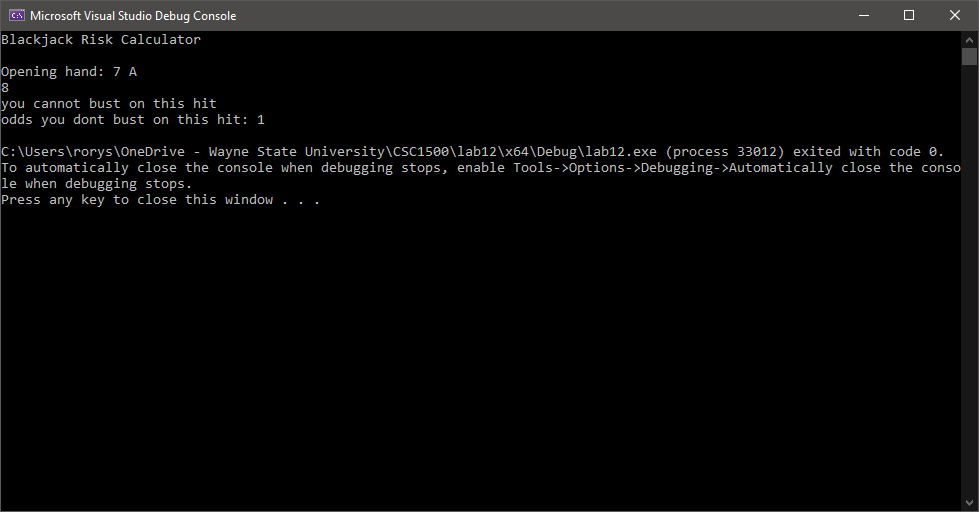 Microsoft Visual Studio Debug Console
Blackjack Risk Calculator
Opening hand: 7 A
8
you cannot bust on this hit
odds you dont bust on this hit: 1
C:\Users\rorys\OneDrive - Wayne State University\CSC1500\lab12\x64\Debug\lab12.exe (process 33012) exited with code 0.
To automatically close the console when debugging stops, enable Tools->Options->Debugging->Automatically close the conso
le when debugging stops.
Press any key to close this window . . .